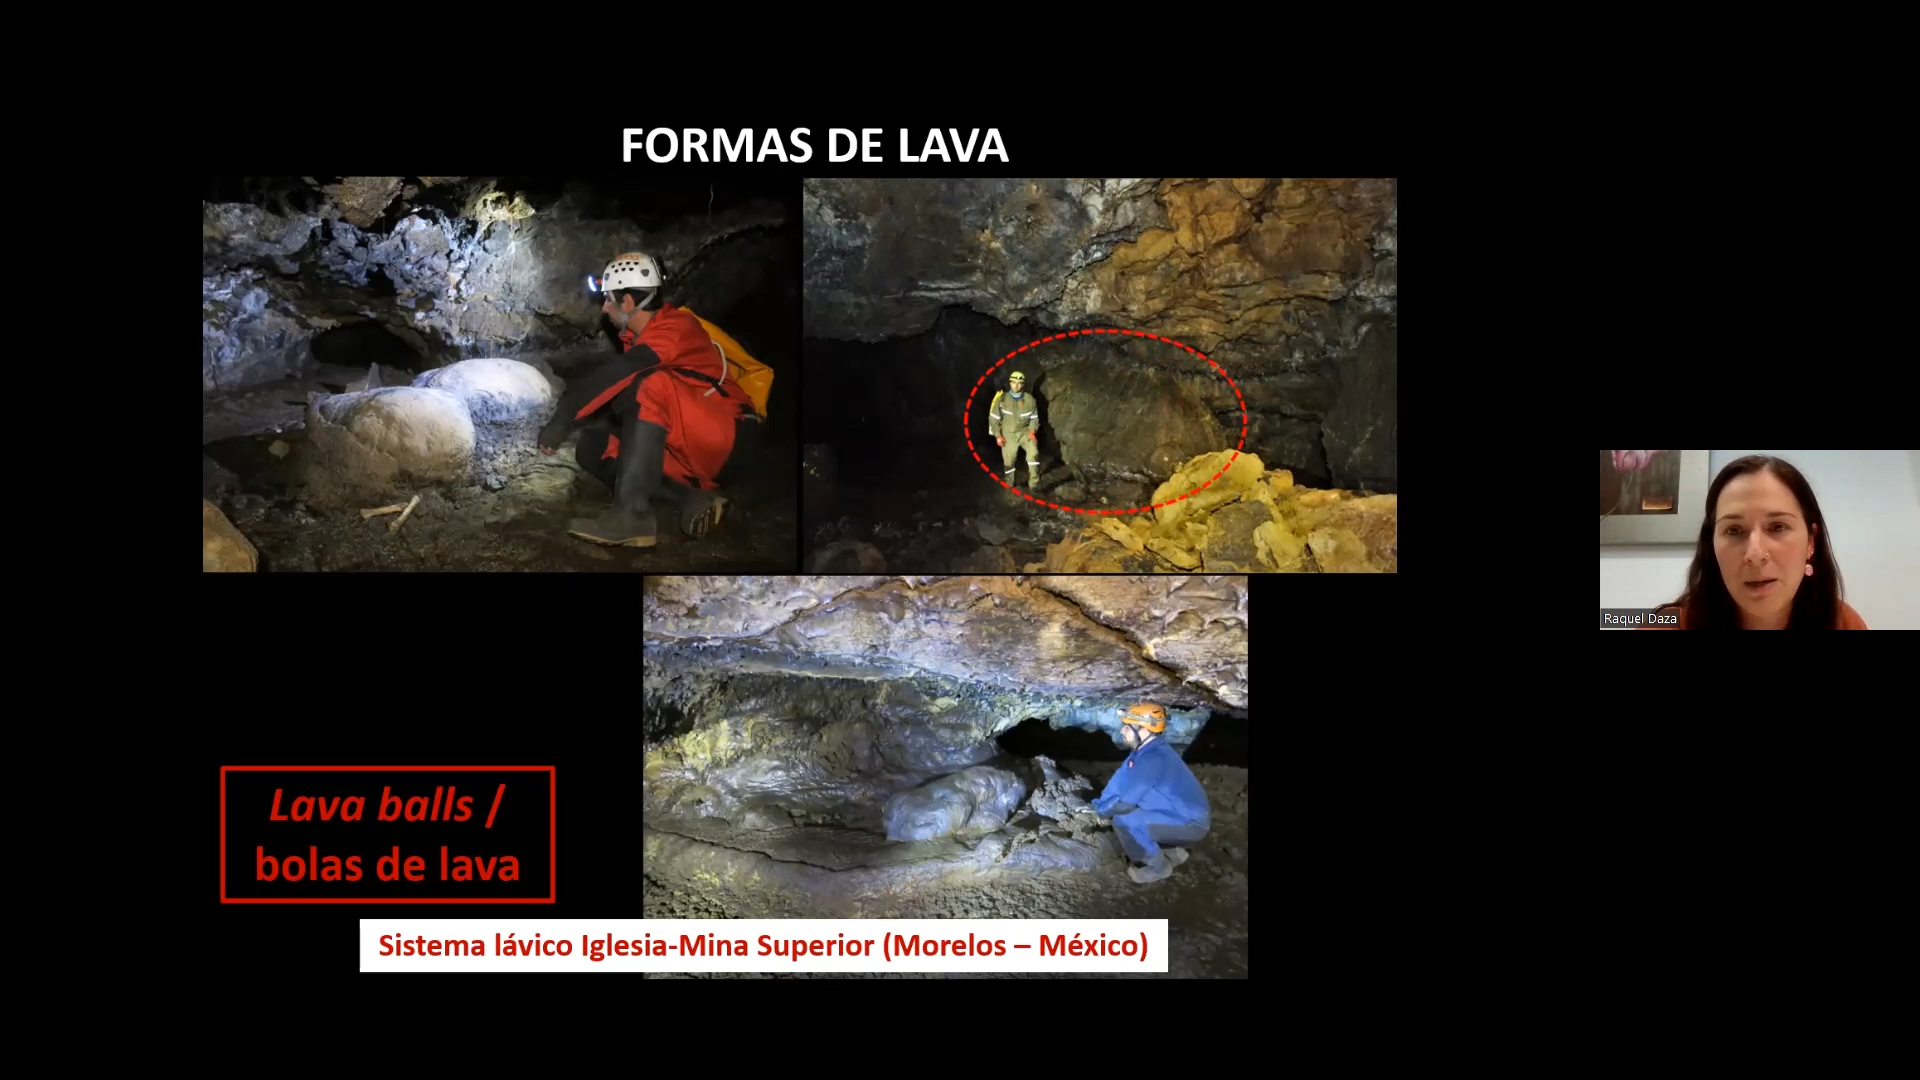 FORMAS DE LAVA
Raquel Daza
Lava balls /
bolas de lava
Sistema lávico Iglesia-Mina Superior (Morelos – México)